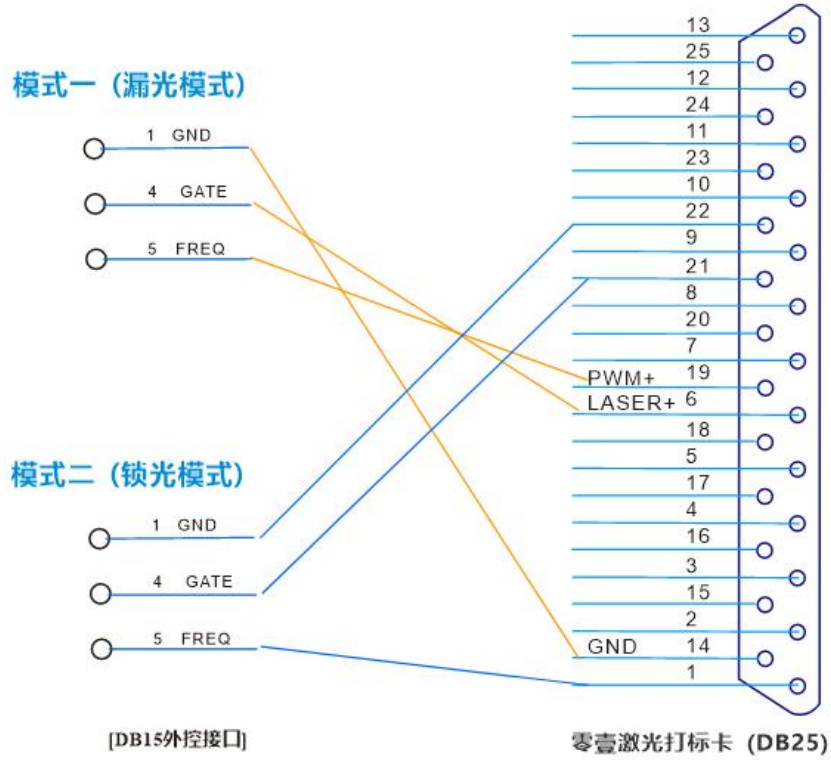 模式一（漏光模式）
1 GND
4 GATE
5 FREQ
模式二（锁光模式）
1 GND
4 GATE
5 FREQ
[DB15外控接口]
13
25
12
24
11
23
10
22
9
21
8
20
7
PWM+ 19
LASER+ 6
18
5
17
4
16
3
15
2
GND 14
1
零壹激光打标卡 (DB25)